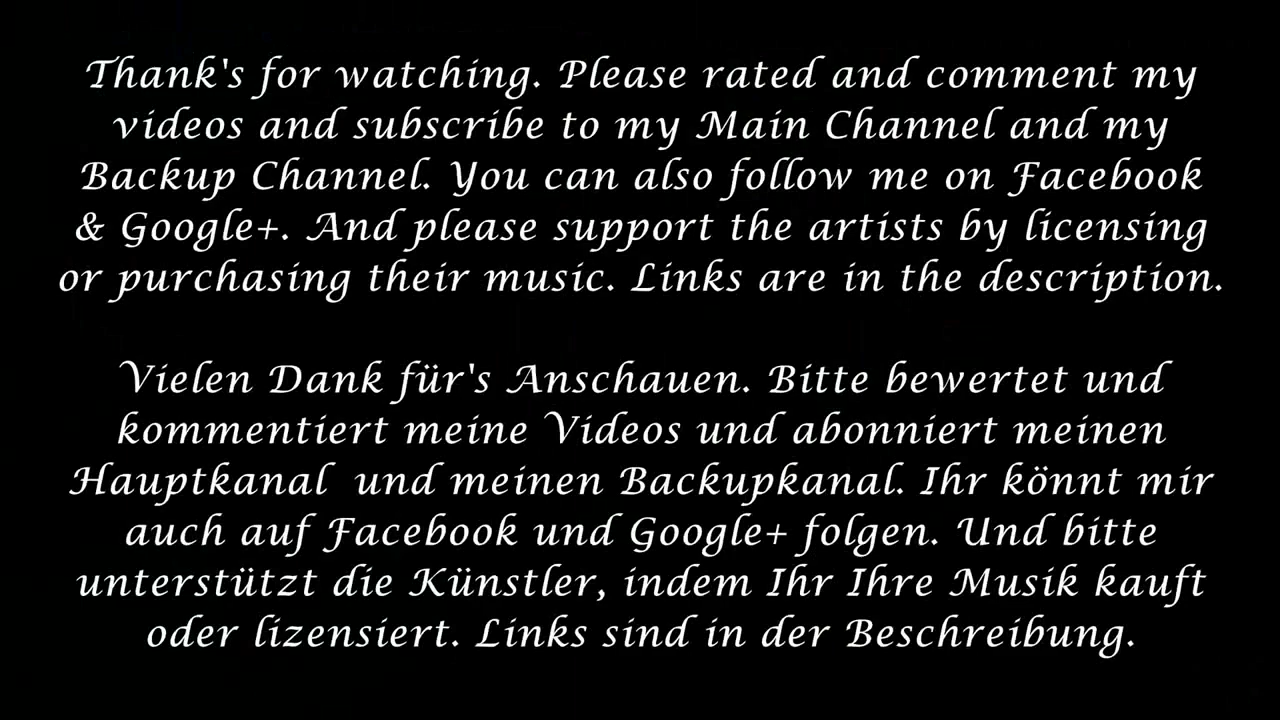 Thank's for watching. Please rated and comment my
videos and subscribe to my Main Channel and my
Backup Channel. You can also follow me on Facebook
& Google+. And please support the artists by licensing
or purchasing their music. Links are in the description.
Vielen Dank für's Anschauen. Bitte bewertet und
kommentiert meine Videos und abonniert meinen
Hauptkanal und meinen Backupkanal. Ihr könnt mir
auch auf Facebook und Google+ folgen. Und bitte
unterstützt die Künstler, indem Ihr Ihre Musik kauft
oder lizensiert. Links sind in der Beschreibung.